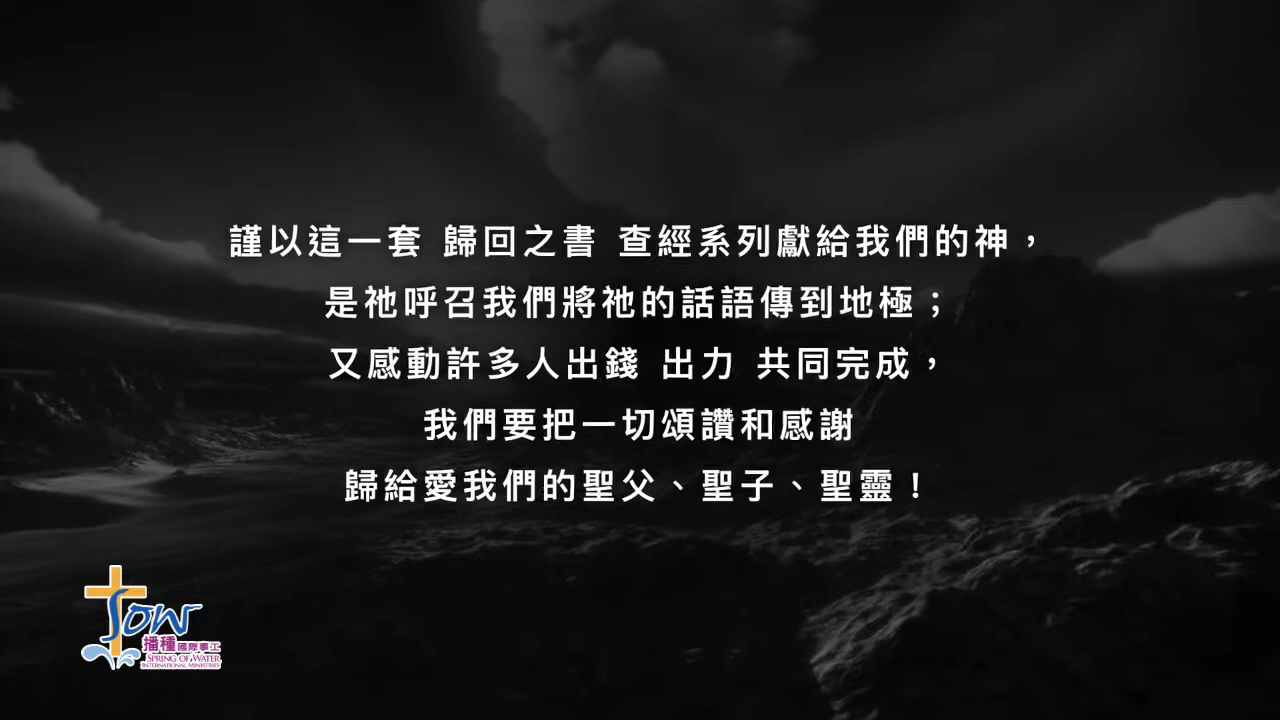 謹以這一套 歸回之書 查經系列獻給我們的神，
是祂呼召我們將祂的話語傳到地極；
又感動許多人出錢 出力 共同完成，
我們要把一切頌讚和感謝
歸給愛我們的聖父、聖子、聖靈！
SOW
播種國際事工
SPRING OF WATER
INTERNATIONAL MINISTRIES